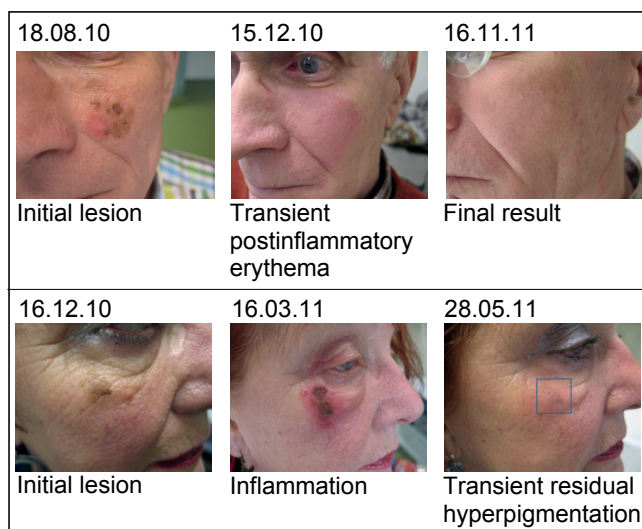 18.08.10 15.12.10 16.11.11
Initial lesion Transient Final result
postinflammatory
erythema
16.12.10 16.03.11 28.05.11
Initial lesion Inflammation Transient residual
hyperpigmentation